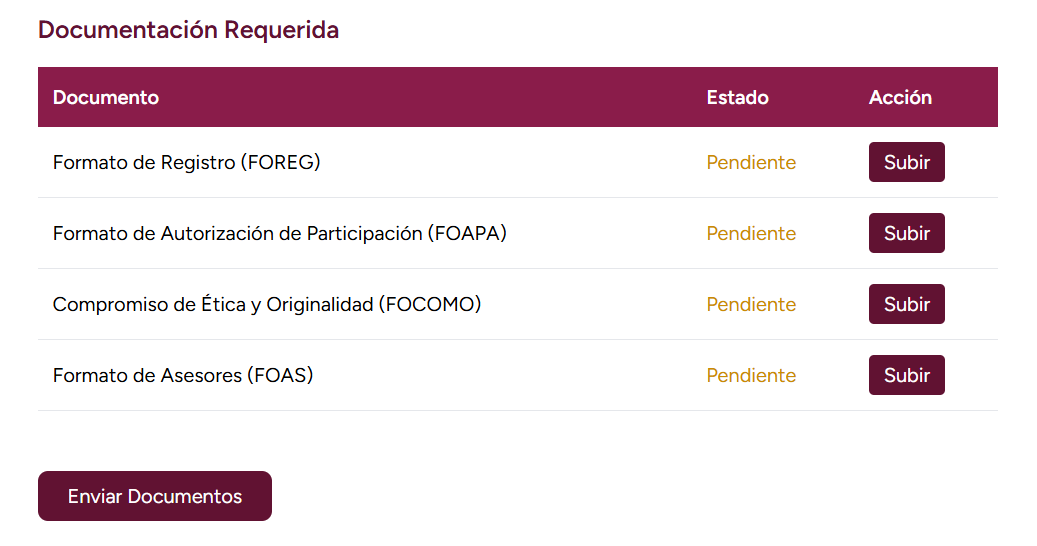 Documentación Requerida
Documento Estado Acción
Formato de Registro (FOREG) Pendiente Subir
Formato de Autorización de Participación (FOAPA) Pendiente Subir
Compromiso de Ética y Originalidad (FOCOMO) Pendiente Subir
Formato de Asesores (FOAS) Pendiente Subir
Enviar Documentos